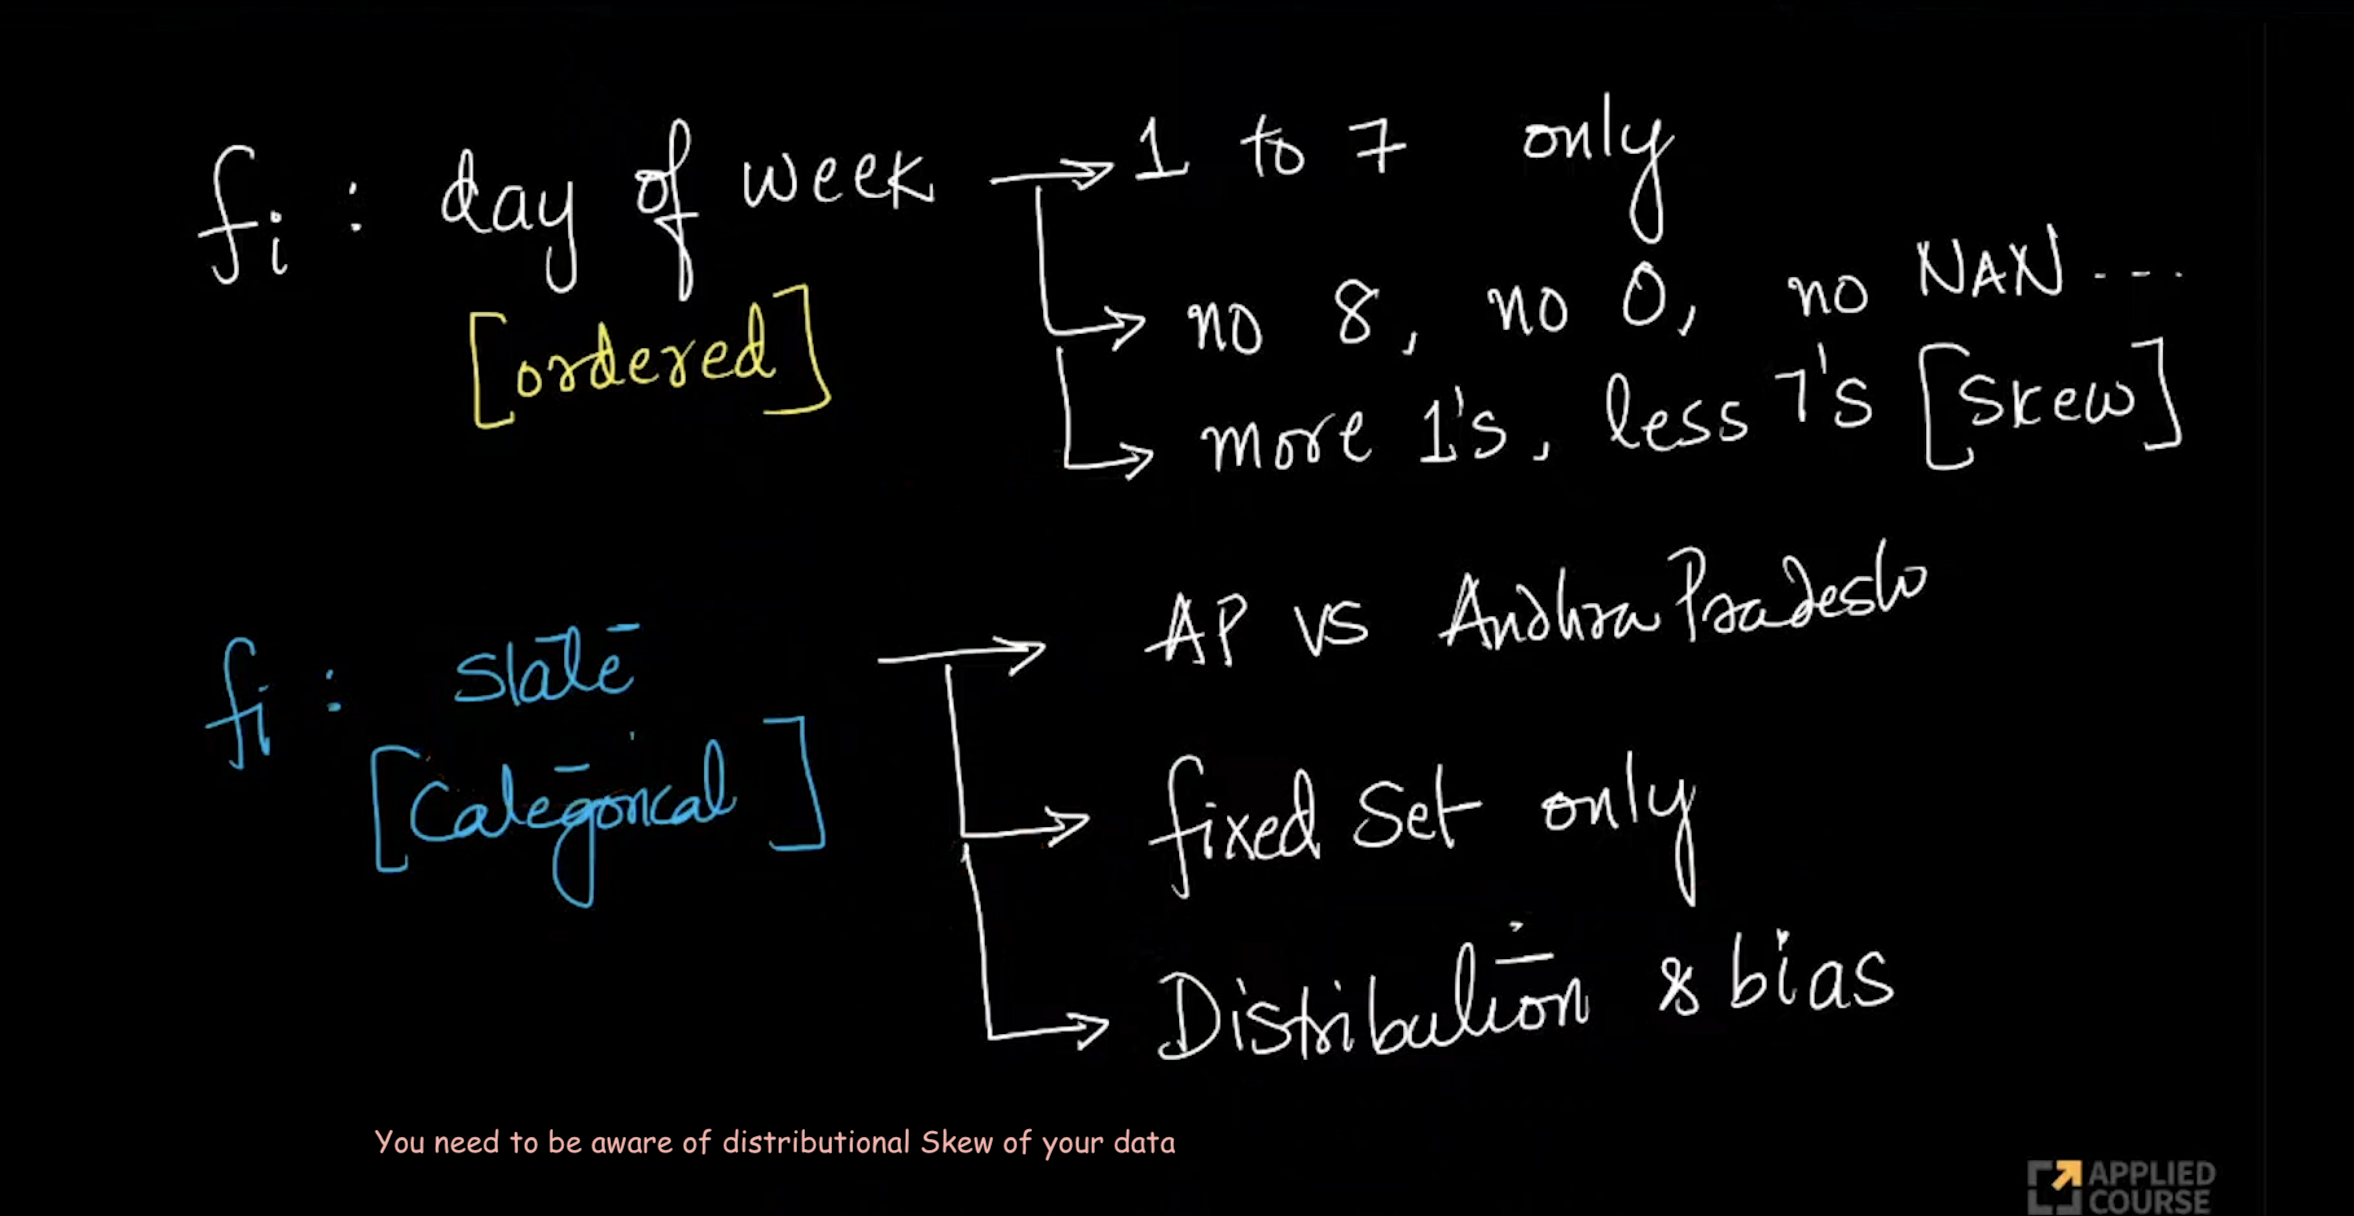 fi : day of week → 1 to 7 only
[ordered]
→ no 8, no 0, no NAN ---
→ more 1's, less 7's [skew]
fi : state → AP vs Andhra Pradesh
[Categorical]
→ fixed set only
→ Distribution & bias
You need to be aware of distributional Skew of your data
APPLIED
COURSE